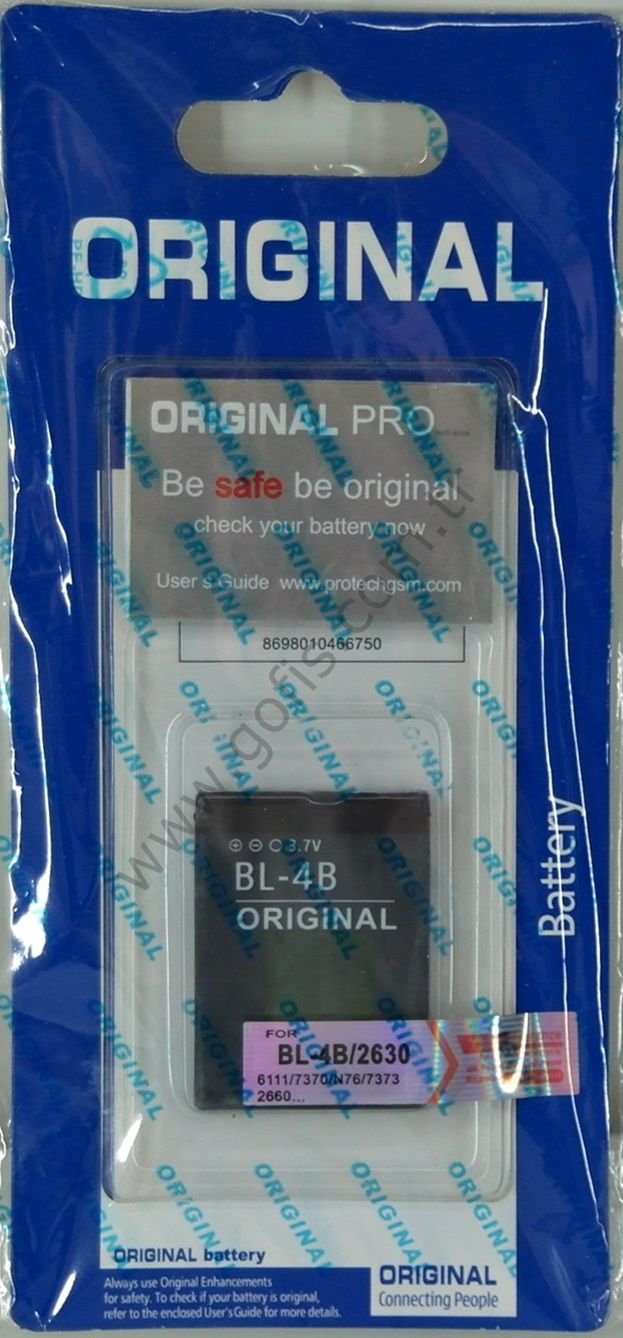 ORIGINAL
ORIGINAL PRO
Be safe be original
check your battery now
User's Guide www.protechgsm.com
8698010466750
www.gofis.com.tr
3.7V
BL-4B
ORIGINAL
Battery
FOR
BL-4B/2630
6111/7370/N76/7373
2660...
ORIGINAL battery
Always use Original Enhancements
for safety. To check if your battery is original,
refer to the enclosed User's Guide for more details.
ORIGINAL
Connecting People